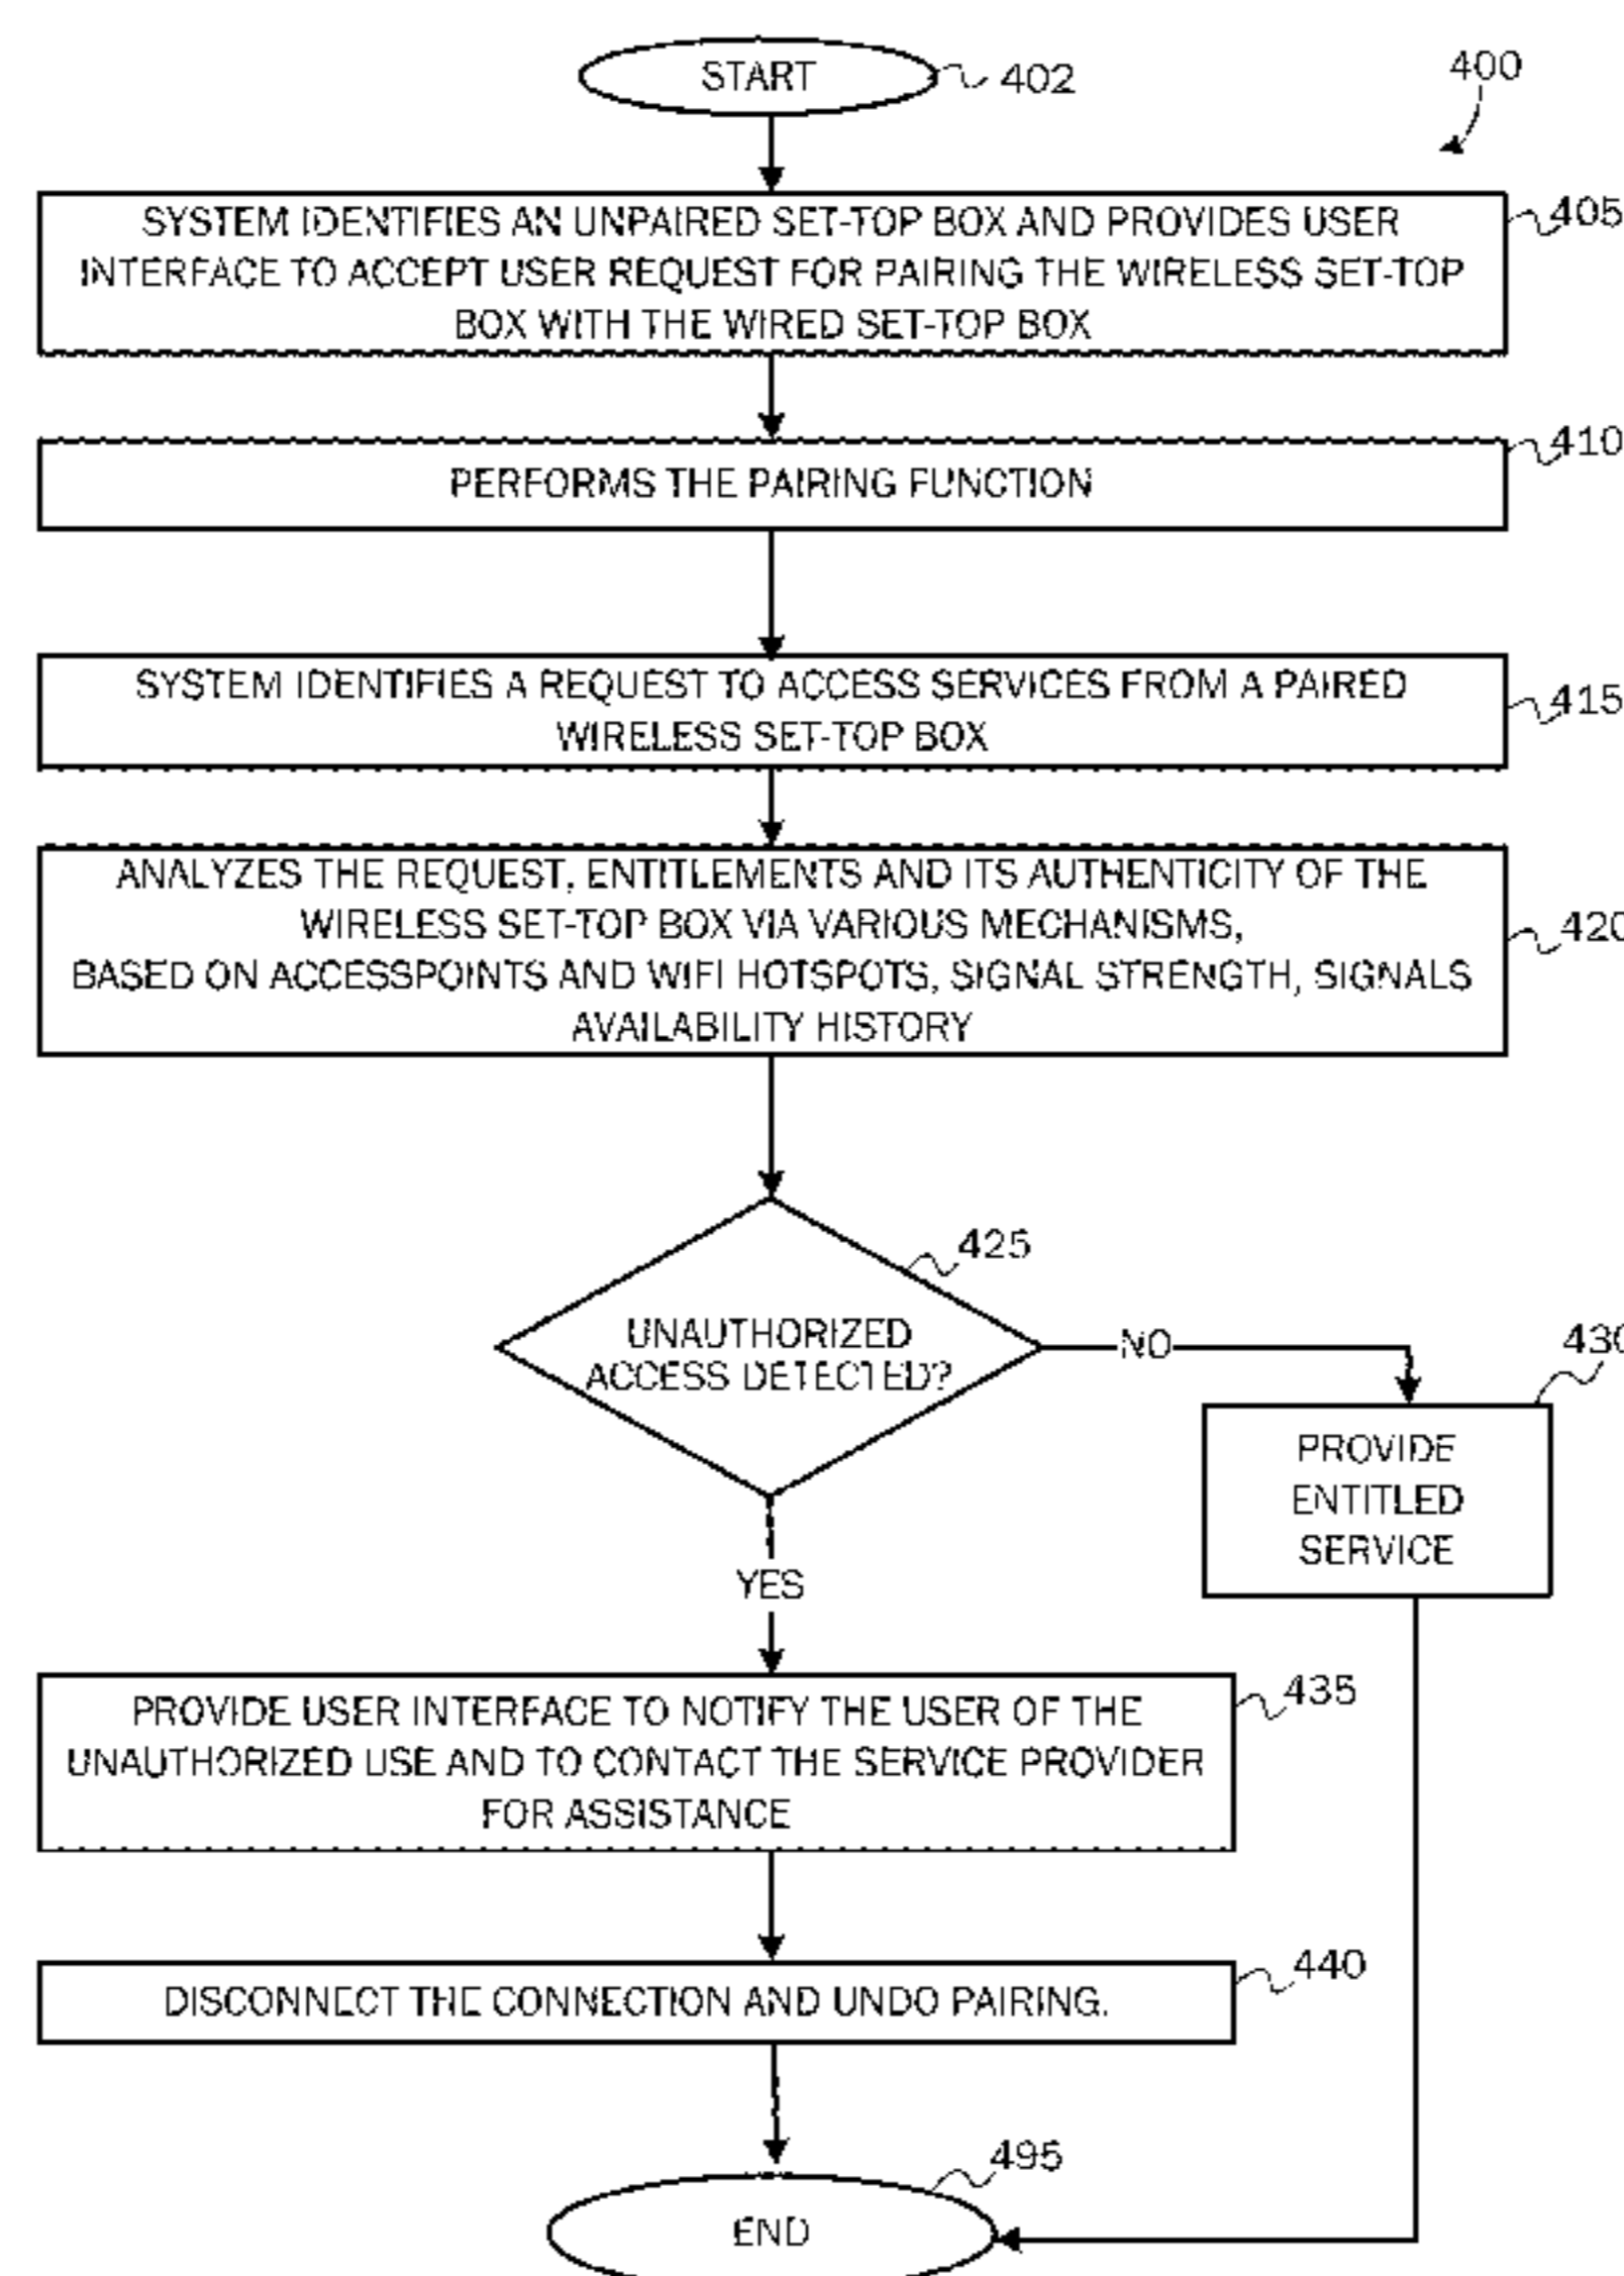 START
402
400
SYSTEM IDENTIFIES AN UNPAIRED SET-TOP BOX AND PROVIDES USER
INTERFACE TO ACCEPT USER REQUEST FOR PAIRING THE WIRELESS SET-TOP
BOX WITH THE WIRED SET-TOP BOX
405
PERFORMS THE PAIRING FUNCTION
410
SYSTEM IDENTIFIES A REQUEST TO ACCESS SERVICES FROM A PAIRED
WIRELESS SET-TOP BOX
415
ANALYZES THE REQUEST, ENTITLEMENTS AND ITS AUTHENTICITY OF THE
WIRELESS SET-TOP BOX VIA VARIOUS MECHANISMS,
BASED ON ACCESSPOINTS AND WIFI HOTSPOTS, SIGNAL STRENGTH, SIGNALS
AVAILABILITY HISTORY
420
425
UNAUTHORIZED
ACCESS DETECTED?
NO
430
PROVIDE
ENTITLED
SERVICE
YES
PROVIDE USER INTERFACE TO NOTIFY THE USER OF THE
UNAUTHORIZED USE AND TO CONTACT THE SERVICE PROVIDER
FOR ASSISTANCE
435
DISCONNECT THE CONNECTION AND UNDO PAIRING.
440
495
END